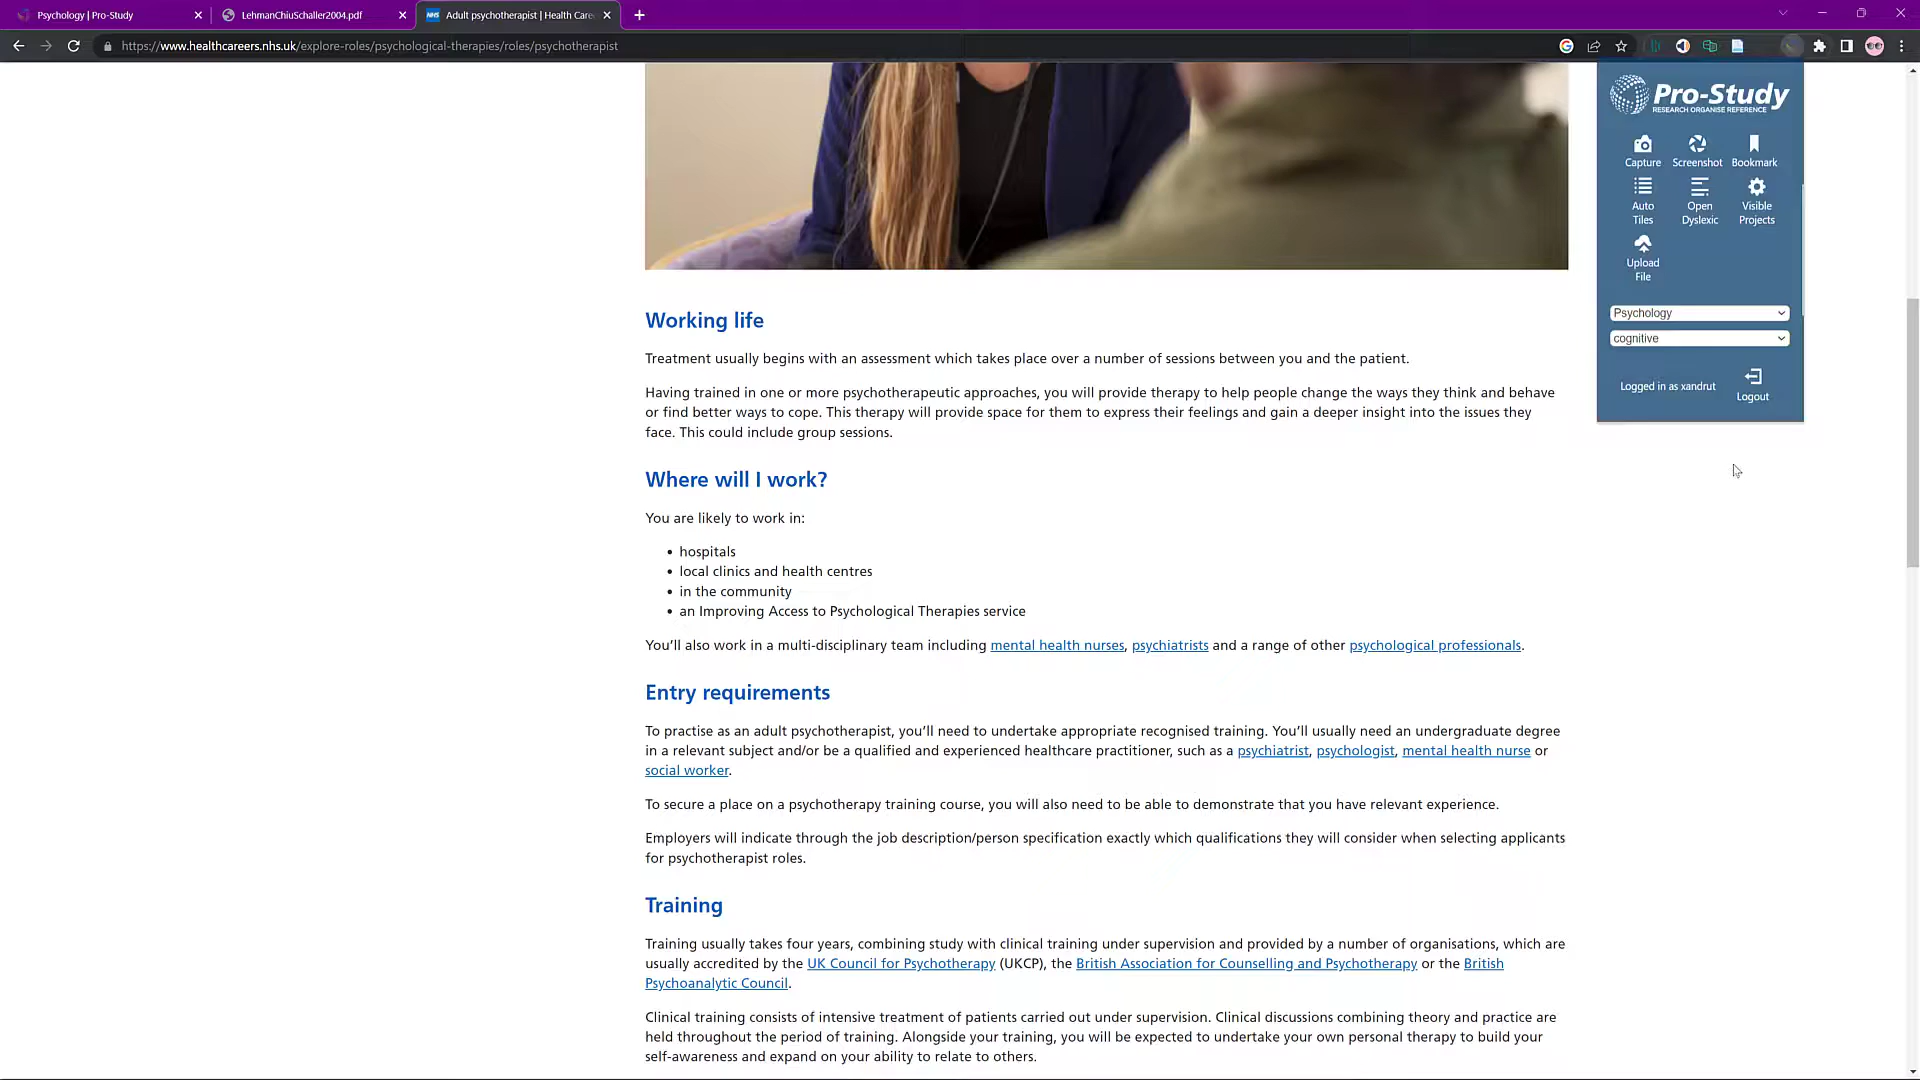 Psychology | Pro-Study
LehmanChiuSchaller2004.pdf
NHS
Adult psychotherapist | Health Care
https://www.healthcareers.nhs.uk/explore-roles/psychological-therapies/roles/psychotherapist
Pro-Study
RESEARCH ORGANISE REFERENCE
Capture
Screenshot
Bookmark
Auto Tiles
Open Dyslexic
Visible Projects
Upload File
Psychology
cognitive
Logged in as xandrut
Logout
Working life
Treatment usually begins with an assessment which takes place over a number of sessions between you and the patient.
Having trained in one or more psychotherapeutic approaches, you will provide therapy to help people change the ways they think and behave
or find better ways to cope. This therapy will provide space for them to express their feelings and gain a deeper insight into the issues they
face. This could include group sessions.
Where will I work?
You are likely to work in:
• hospitals
• local clinics and health centres
• in the community
• an Improving Access to Psychological Therapies service
You’ll also work in a multi-disciplinary team including mental health nurses, psychiatrists and a range of other psychological professionals.
Entry requirements
To practise as an adult psychotherapist, you’ll need to undertake appropriate recognised training. You’ll usually need an undergraduate degree
in a relevant subject and/or be a qualified and experienced healthcare practitioner, such as a psychiatrist, psychologist, mental health nurse or
social worker.
To secure a place on a psychotherapy training course, you will also need to be able to demonstrate that you have relevant experience.
Employers will indicate through the job description/person specification exactly which qualifications they will consider when selecting applicants
for psychotherapist roles.
Training
Training usually takes four years, combining study with clinical training under supervision and provided by a number of organisations, which are
usually accredited by the UK Council for Psychotherapy (UKCP), the British Association for Counselling and Psychotherapy or the British
Psychoanalytic Council.
Clinical training consists of intensive treatment of patients carried out under supervision. Clinical discussions combining theory and practice are
held throughout the period of training. Alongside your training, you will be expected to undertake your own personal therapy to build your
self-awareness and expand on your ability to relate to others.